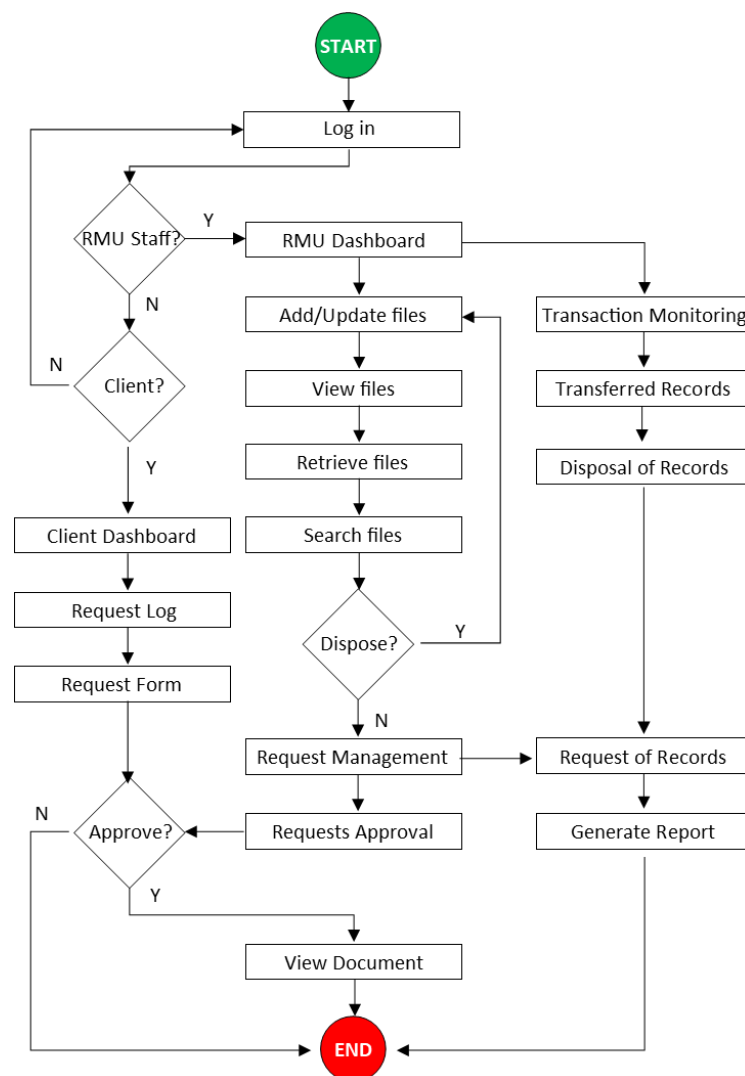 START
Log in
RMU Staff?
Y
RMU Dashboard
N
Add/Update files
Transaction Monitoring
N
Client?
View files
Transferred Records
Y
Retrieve files
Disposal of Records
Client Dashboard
Search files
Request Log
Dispose?
Y
Request Form
N
Request Management
Request of Records
N
Approve?
Requests Approval
Generate Report
Y
View Document
END